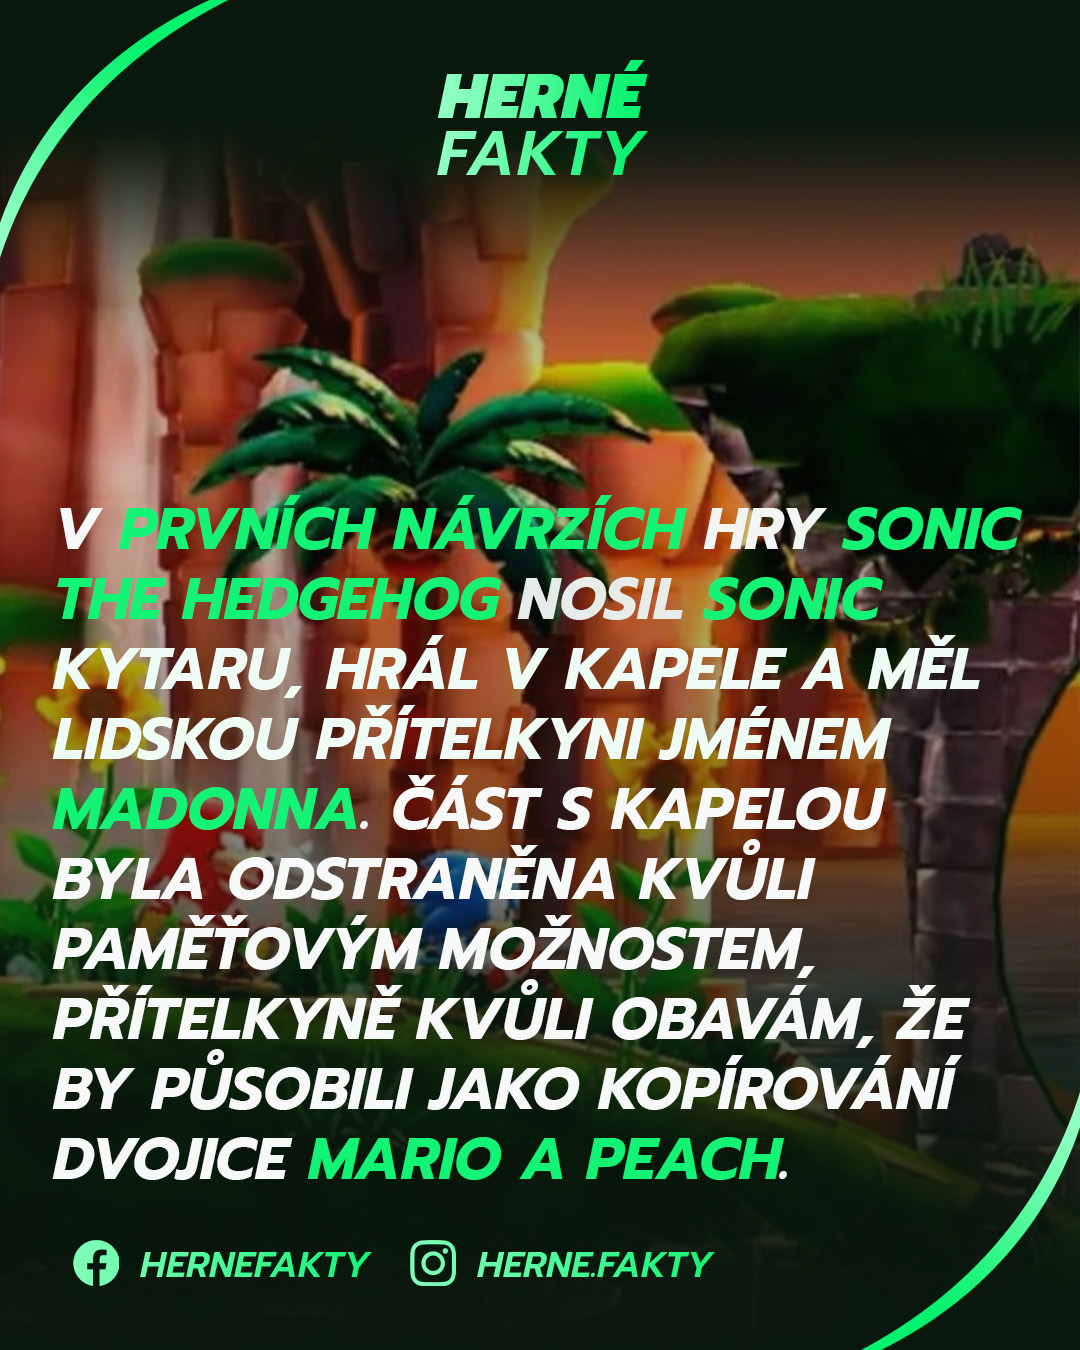 HERNÉ
FAKTY
V PRVNÍCH NÁVRZÍCH HRY SONIC
THE HEDGEHOG NOSIL SONIC
KYTARU, HRÁL V KAPELE A MĚL
LIDSKOU PŘÍTELKYNI JMÉNEM
MADONNA. ČÁST S KAPELOU
BYLA ODSTRANĚNA KVŮLI
PAMĚŤOVÝM MOŽNOSTEM,
PŘÍTELKYNĚ KVŮLI OBAVÁM, ŽE
BY PŮSOBILI JAKO KOPÍROVÁNÍ
DVOJICE MARIO A PEACH.
HERNEFAKTY HERNE.FAKTY